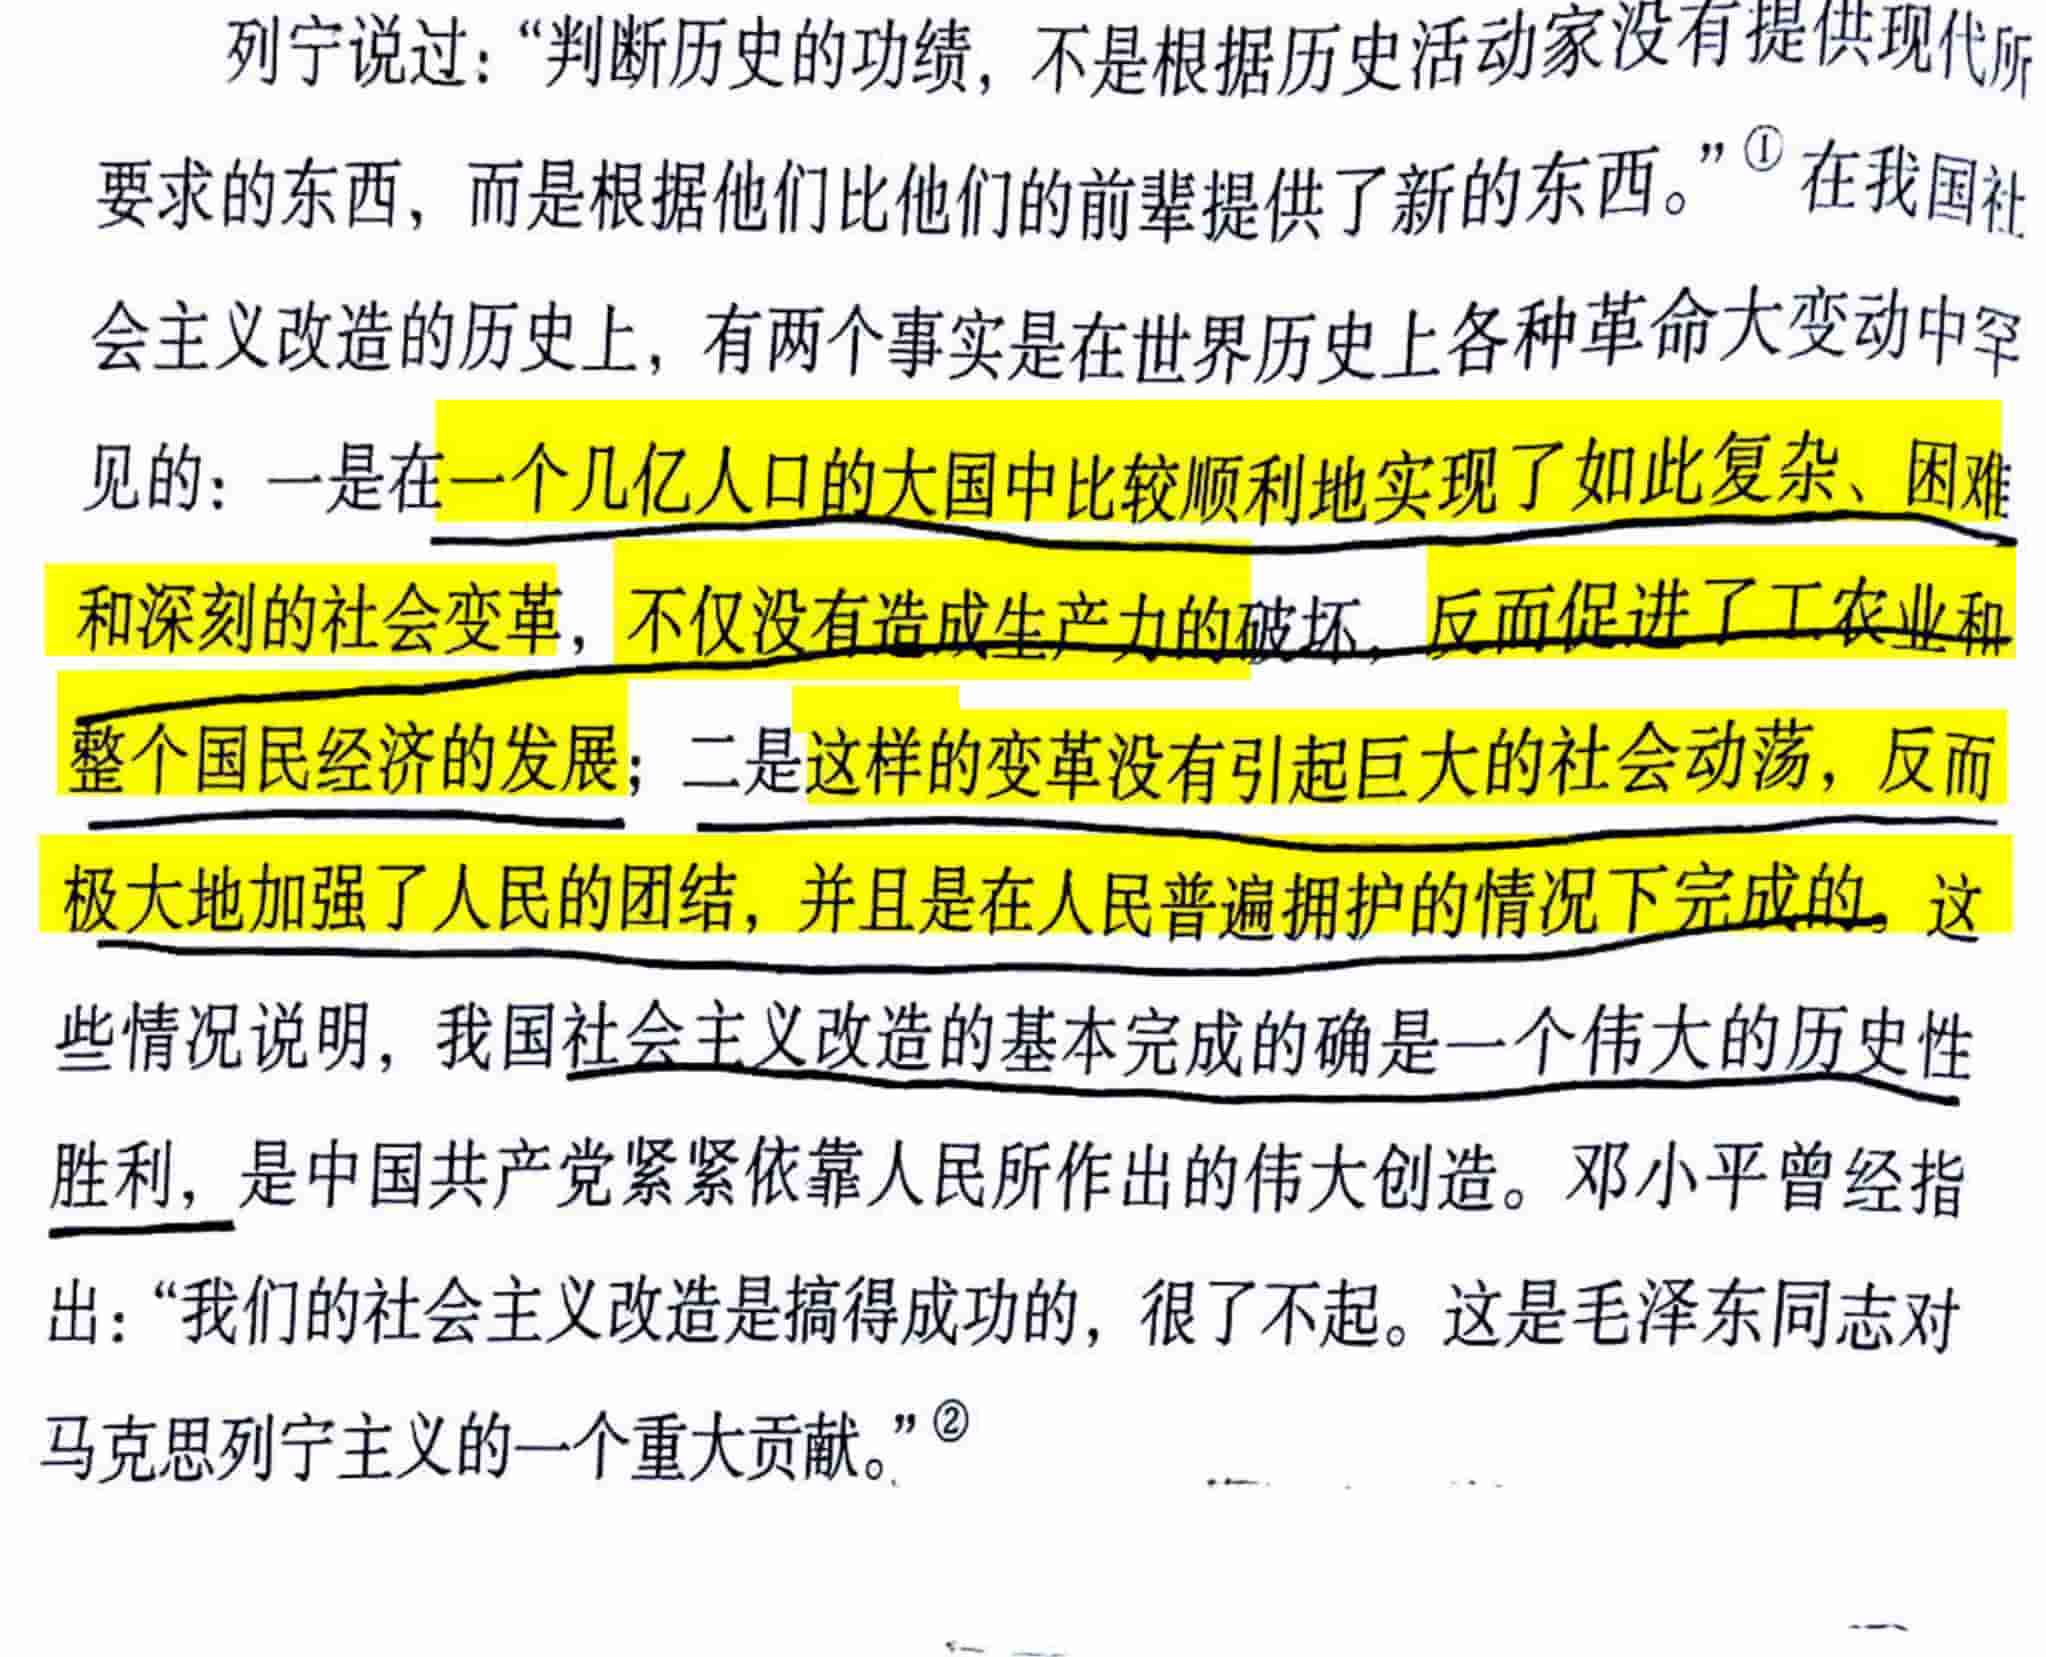 列宁说过：“判断历史的功绩，不是根据历史活动家没有提供现代所
要求的东西，而是根据他们比他们的前辈提供了新的东西。”① 在我国社
会主义改造的历史上，有两个事实是在世界历史上各种革命大变动中罕
见的：一是在一个几亿人口的大国中比较顺利地实现了如此复杂、困难
和深刻的社会变革，不仅没有造成生产力的破坏，反而促进了工农业和
整个国民经济的发展；二是这样的变革没有引起巨大的社会动荡，反而
极大地加强了人民的团结，并且是在人民普遍拥护的情况下完成的。这
些情况说明，我国社会主义改造的基本完成的确是一个伟大的历史性
胜利，是中国共产党紧紧依靠人民所作出的伟大创造。邓小平曾经指
出：“我们的社会主义改造是搞得成功的，很了不起。这是毛泽东同志对
马克思列宁主义的一个重大贡献。”②